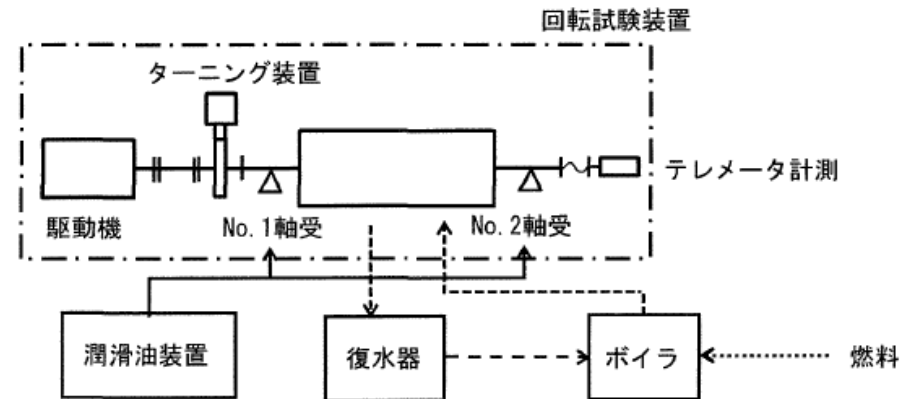 回転試験装置
ターニング装置
テレメータ計測
駆動機
No. 1軸受
No. 2軸受
潤滑油装置
復水器
ボイラ
燃料